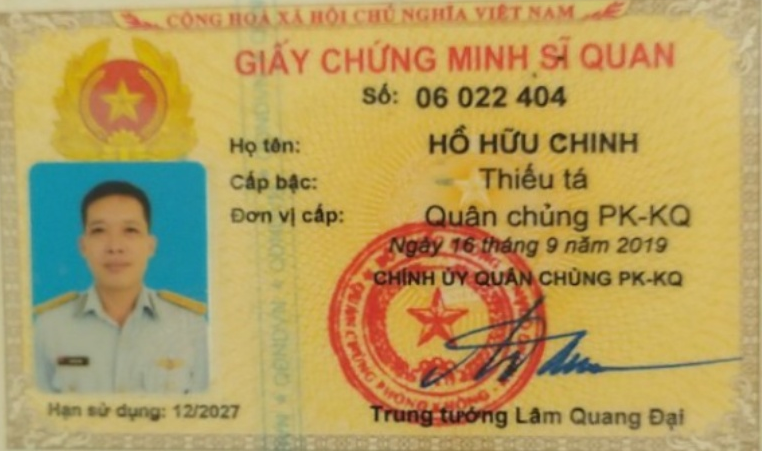 CỘNG HOÀ XÃ HỘI CHỦ NGHĨA VIỆT NAM
GIẤY CHỨNG MINH SĨ QUAN
Số: 06 022 404
Họ tên: HỒ HỮU CHINH
Cấp bậc: Thiếu tá
Đơn vị cấp: Quân chủng PK-KQ
Ngày 16 tháng 9 năm 2019
CHÍNH ỦY QUÂN CHỦNG PK-KQ
Hạn sử dụng: 12/2027
Trung tướng Lâm Quang Đại